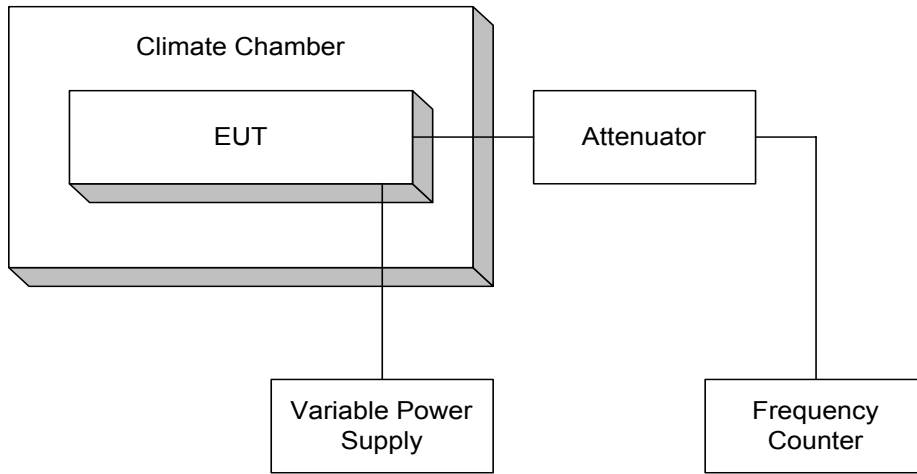 Climate Chamber
EUT
Attenuator
Variable Power
Supply
Frequency
Counter